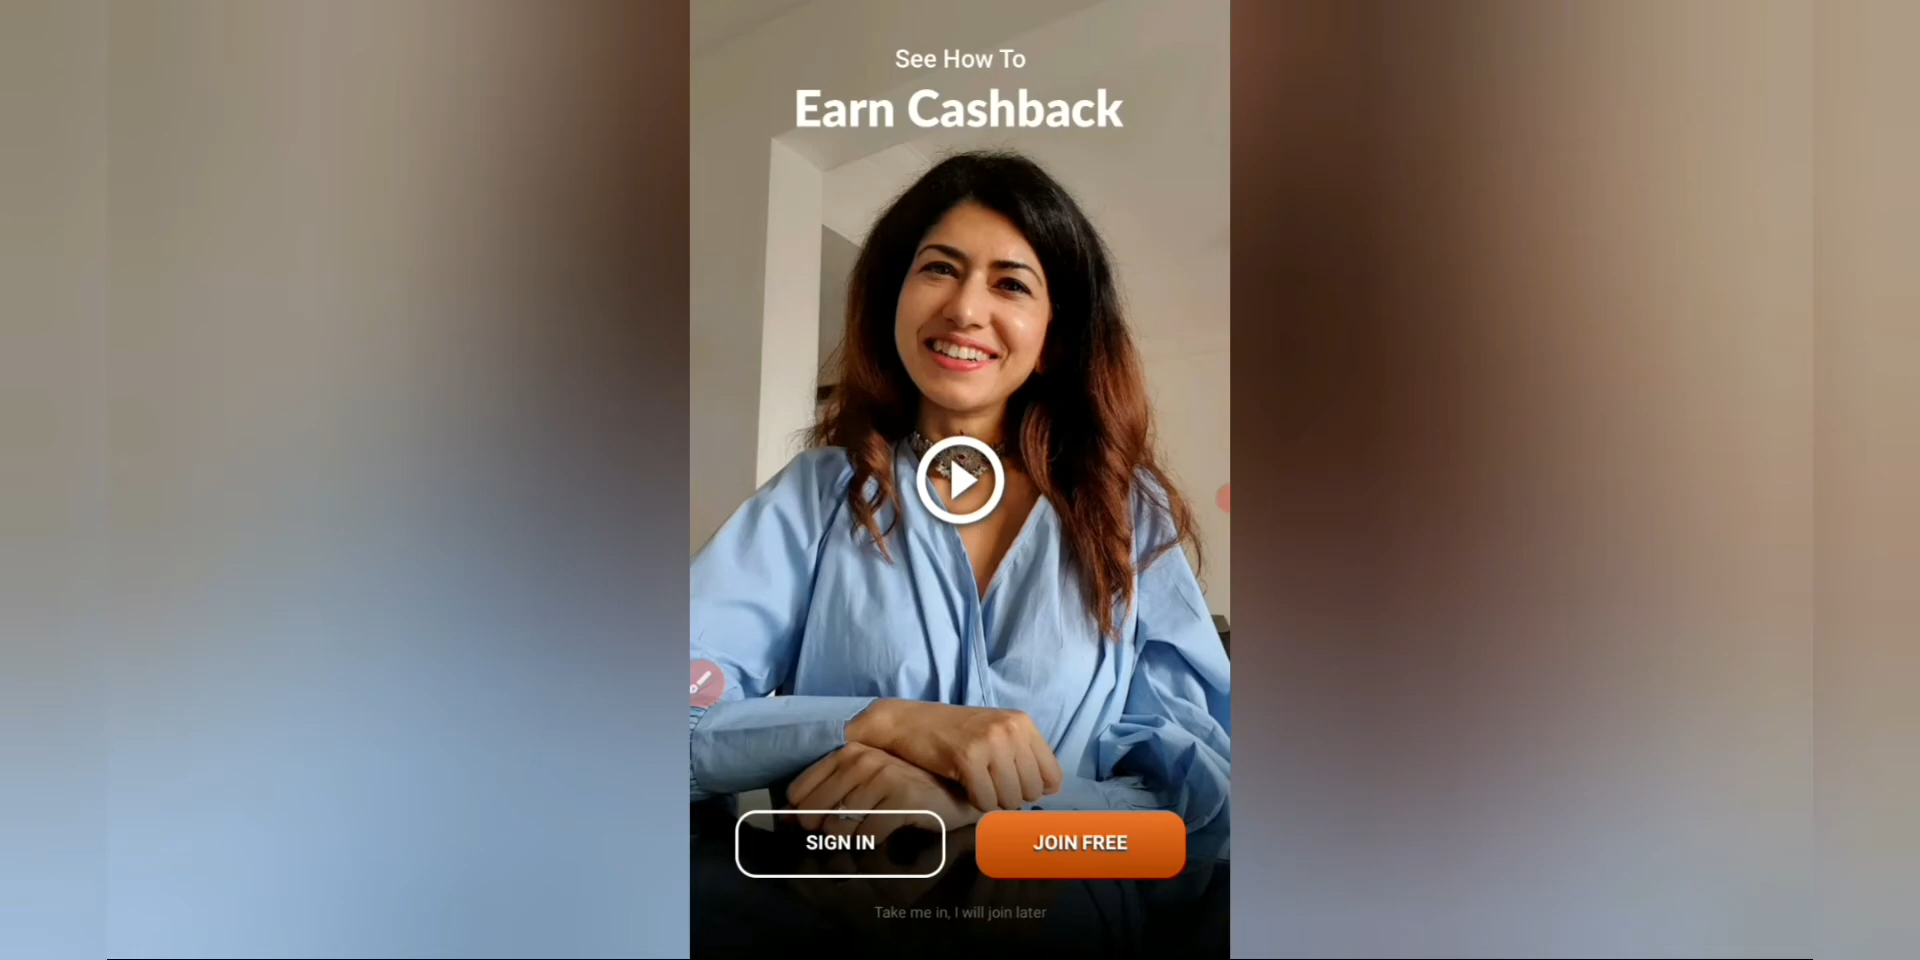 See How To
Earn Cashback
SIGN IN
JOIN FREE
Take me in, I will join later